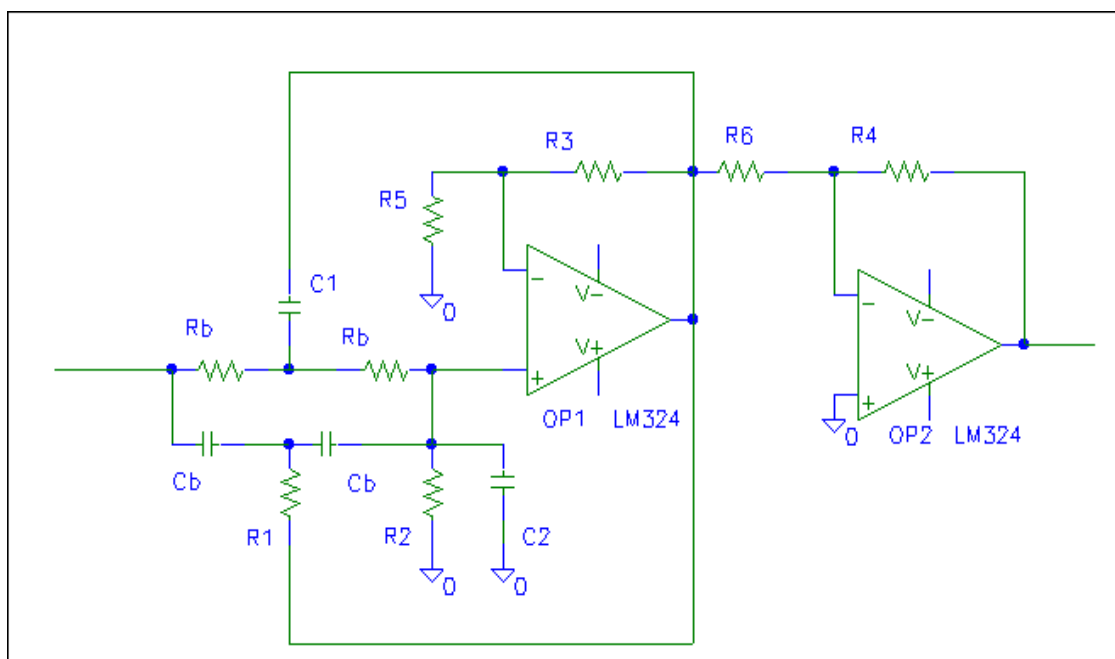 R3
R6
R4
R5
C1
0
-
V-
V+
+
-
V-
V+
+
Rb
Rb
OP1
LM324
0
OP2
LM324
Cb
Cb
R1
R2
C2
0
0